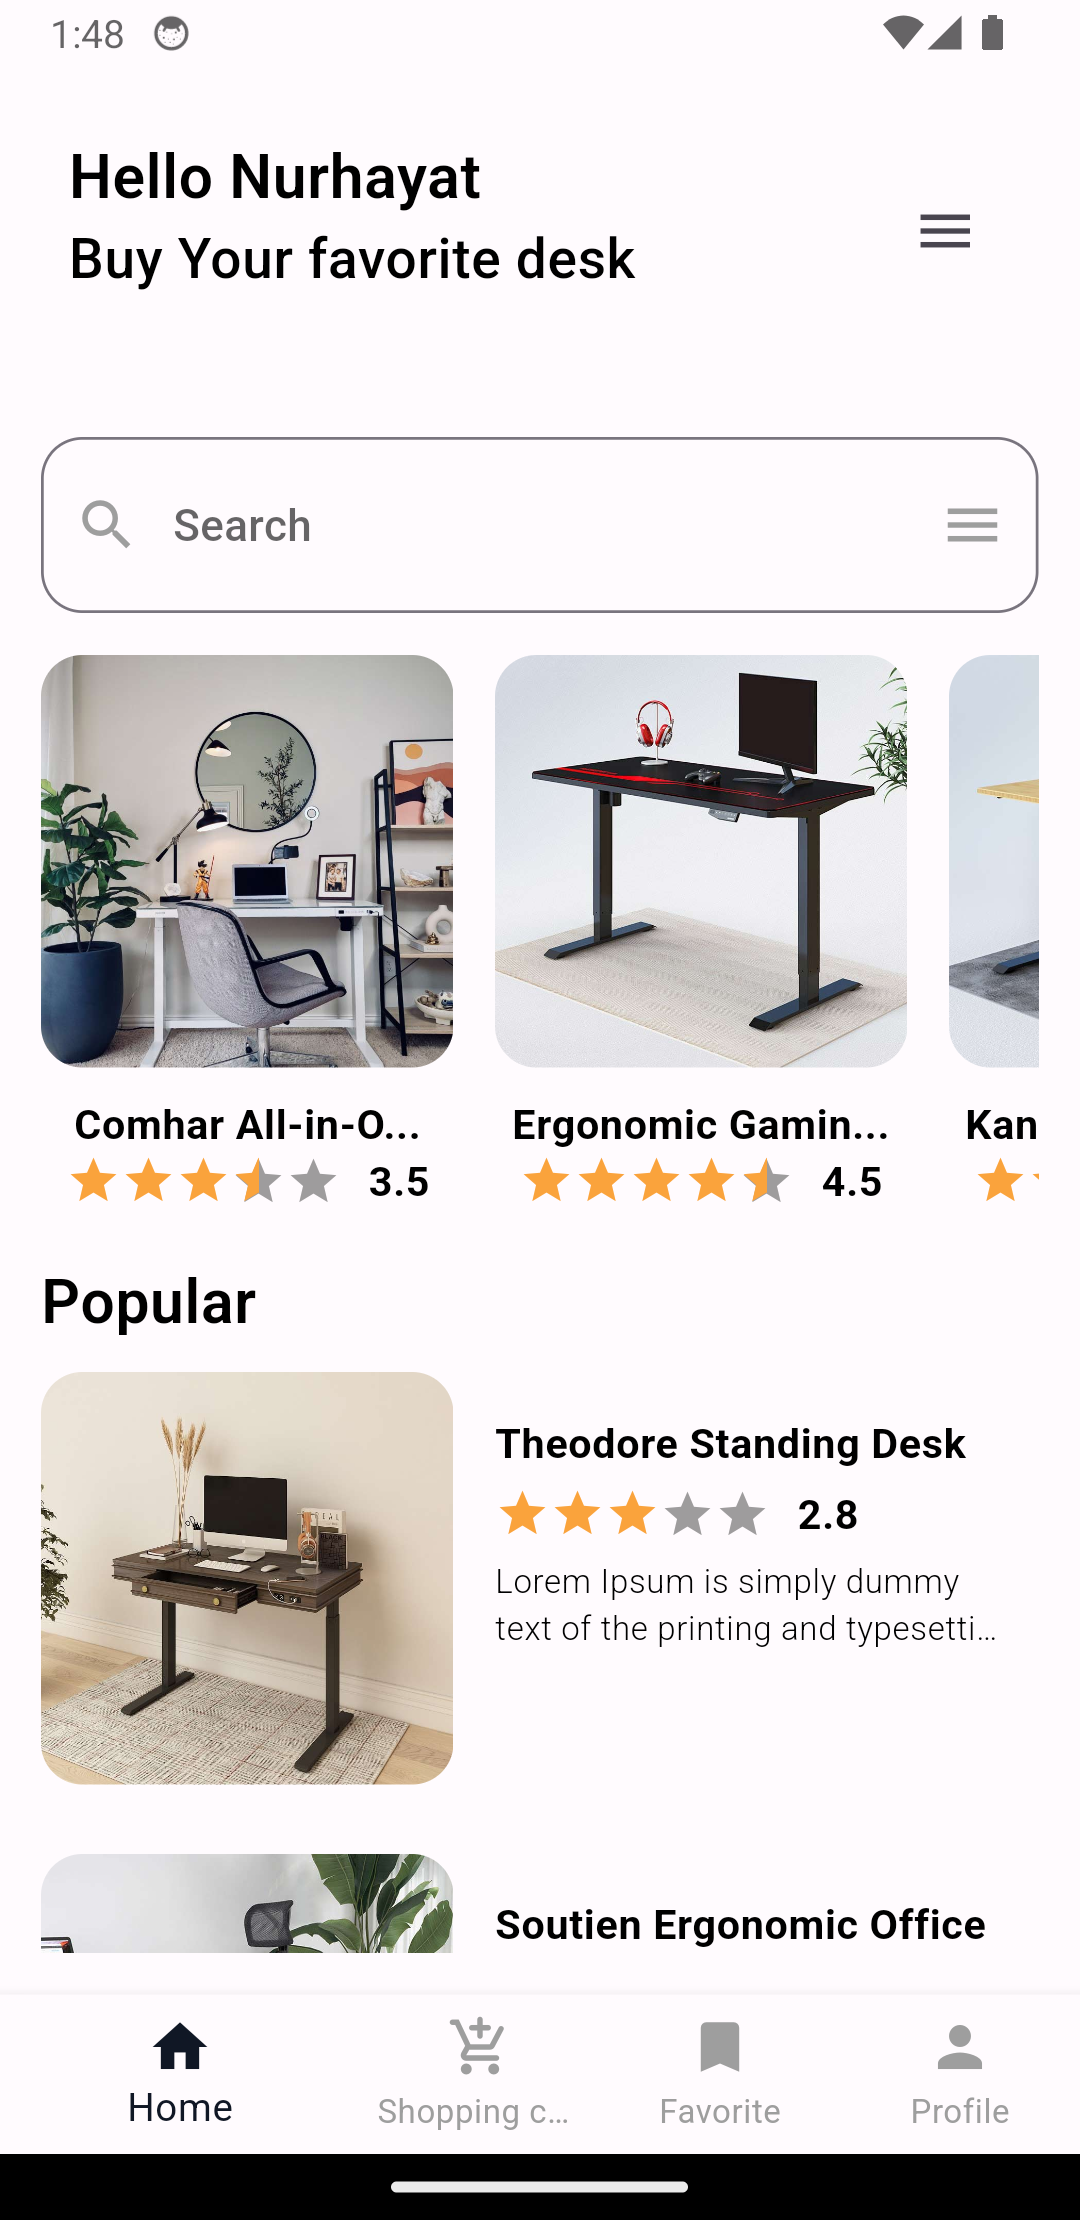 1:48
Hello Nurhayat
Buy Your favorite desk
Search
Comhar All-in-O...
Ergonomic Gamin...
Kan
3.5
4.5
Popular
Theodore Standing Desk
2.8
Lorem Ipsum is simply dummy
text of the printing and typesetti...
Soutien Ergonomic Office
Home
Shopping c...
Favorite
Profile